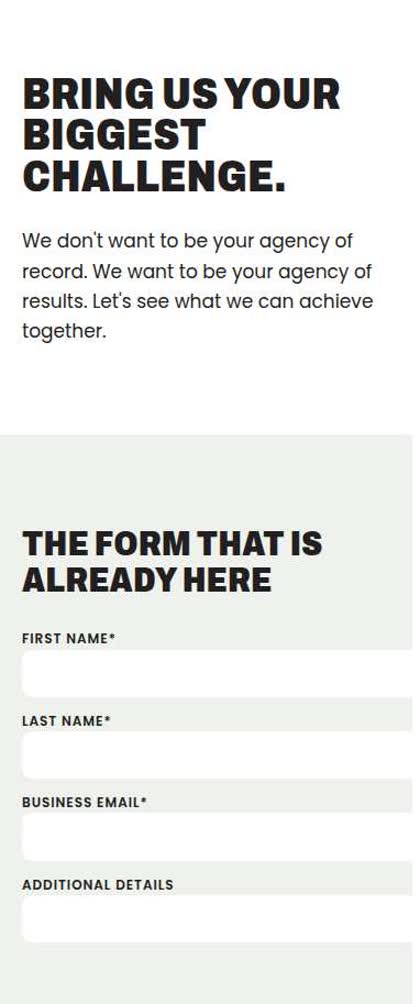 BRING US YOUR
BIGGEST
CHALLENGE.
We don't want to be your agency of
record. We want to be your agency of
results. Let's see what we can achieve
together.
THE FORM THAT IS
ALREADY HERE
FIRST NAME*
LAST NAME*
BUSINESS EMAIL*
ADDITIONAL DETAILS